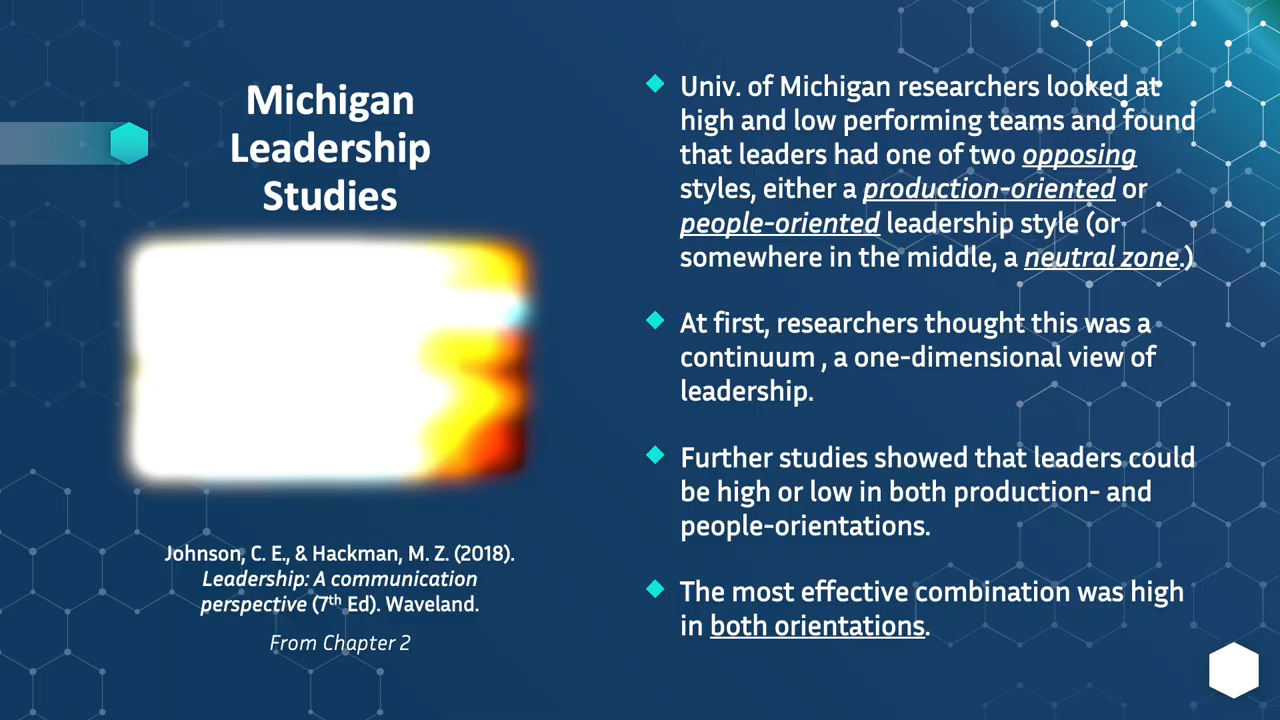 Michigan
Leadership
Studies
Johnson, C. E., & Hackman, M. Z. (2018).
Leadership: A communication
perspective (7th Ed). Waveland.
From Chapter 2
Univ. of Michigan researchers looked at
high and low performing teams and found
that leaders had one of two opposing
styles, either a production-oriented or
people-oriented leadership style (or
somewhere in the middle, a neutral zone.)
At first, researchers thought this was a
continuum , a one-dimensional view of
leadership.
Further studies showed that leaders could
be high or low in both production- and
people-orientations.
The most effective combination was high
in both orientations.